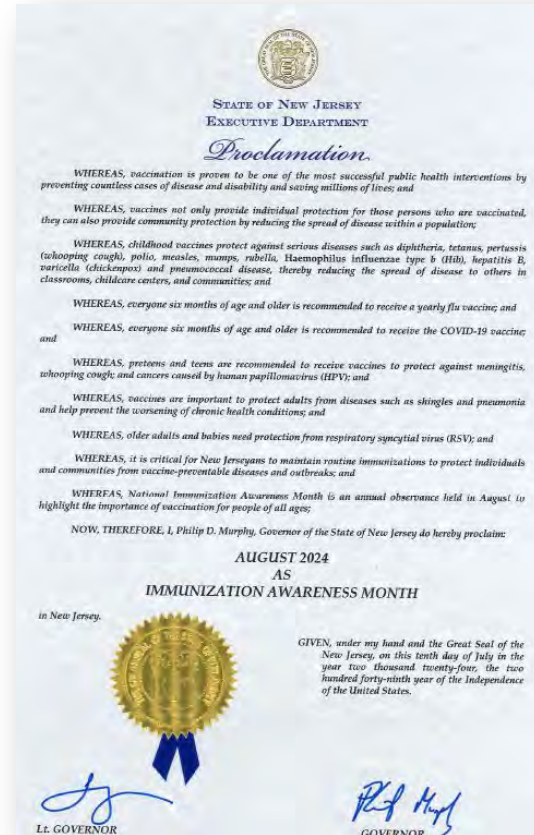 STATE OF NEW JERSEY
EXECUTIVE DEPARTMENT
Proclamation
WHEREAS, vaccination is proven to be one of the most successful public health interventions by
preventing countless cases of disease and disability and saving millions of lives; and
WHEREAS, vaccines not only provide individual protection for those persons who are vaccinated,
they can also provide community protection by reducing the spread of disease within a population;
WHEREAS, childhood vaccines protect against serious diseases such as diphtheria, tetanus, pertussis
(whooping cough), polio, measles, mumps, rubella, Haemophilus influenzae type b (Hib), hepatitis B,
varicella (chickenpox) and pneumococcal disease, thereby reducing the spread of disease to others in
classrooms, childcare centers, and communities; and
WHEREAS, everyone six months of age and older is recommended to receive a yearly flu vaccine; and
WHEREAS, everyone six months of age and older is recommended to receive the COVID-19 vaccine;
and
WHEREAS, preteens and teens are recommended to receive vaccines to protect against meningitis,
whooping cough; and cancers caused by human papillomavirus (HPV); and
WHEREAS, vaccines are important to protect adults from diseases such as shingles and pneumonia
and help prevent the worsening of chronic health conditions; and
WHEREAS, older adults and babies need protection from respiratory syncytial virus (RSV); and
WHEREAS, it is critical for New Jerseyans to maintain routine immunizations to protect individuals
and communities from vaccine-preventable diseases and outbreaks; and
WHEREAS, National Immunization Awareness Month is an annual observance held in August to
highlight the importance of vaccination for people of all ages;
NOW, THEREFORE, I, Philip D. Murphy, Governor of the State of New Jersey do hereby proclaim:
AUGUST 2024
AS
IMMUNIZATION AWARENESS MONTH
in New Jersey.
GIVEN, under my hand and the Great Seal of the
New Jersey, on this tenth day of July in the
year two thousand twenty-four, the two
hundred forty-ninth year of the Independence
of the United States.
Lt. GOVERNOR
GOVERNOR